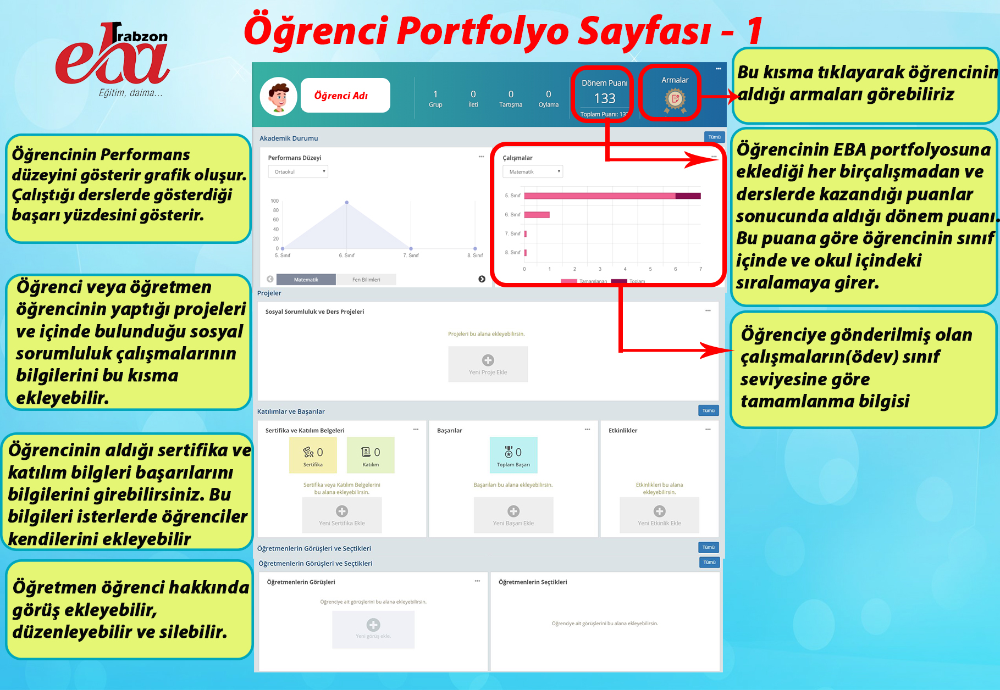 Öğrenci Portfolyo Sayfası - 1
Trabzon
eba
Eğitim, daima...
Öğrenci Adı
1
Grup
0
İleti
0
Tartışma
0
Oylama
Dönem Puanı
133
Toplam Puanı: 133
Armalar
Bu kısma tıklayarak öğrencinin
aldığı armaları görebiliriz
Akademik Durumu
Tümü
Performans Düzeyi
Ortaokul
100
80
60
40
20
0
5. Sınıf
6. Sınıf
7. Sınıf
8. Sınıf
Matematik
Fen Bilimleri
Çalışmalar
Matematik
5. Sınıf
6. Sınıf
7. Sınıf
8. Sınıf
0 1 2 3 4 5 6 7
Tamamlanan Toplam
Öğrencinin Performans
düzeyini gösterir grafik oluşur.
Çalıştığı derslerde gösterdiği
başarı yüzdesini gösterir.
Öğrencinin EBA portfolyosuna
eklediği her birçalışmadan ve
derslerde kazandığı puanlar
sonucunda aldığı dönem puanı.
Bu puana göre öğrencinin sınıf
içinde ve okul içindeki
sıralamaya girer.
Öğrenci veya öğretmen
öğrencinin yaptığı projeleri
ve içinde bulunduğu sosyal
sorumluluk çalışmalarının
bilgilerini bu kısma
ekleyebilir.
Projeler
Sosyal Sorumluluk ve Ders Projeleri
Projeleri bu alana ekleyebilirsin.
Yeni Proje Ekle
Öğrenciye gönderilmiş olan
çalışmaların(ödev) sınıf
seviyesine göre
tamamlanma bilgisi
Katılımlar ve Başarılar
Tümü
Sertifika ve Katılım Belgeleri
0
Sertifika
0
Katılım
Sertifika veya Katılım Belgelerini
bu alana ekleyebilirsin.
Yeni Sertifika Ekle
Başarılar
0
Toplam Başarı
Başarıları bu alana ekleyebilirsin.
Yeni Başarı Ekle
Etkinlikler
Etkinlikleri bu alana
ekleyebilirsin.
Yeni Etkinlik Ekle
Öğrencinin aldığı sertifika ve
katılım bilgleri başarılarını
bilgilerini girebilirsiniz. Bu
bilgileri isterlerde öğrenciler
kendilerini ekleyebilir
Öğretmenlerin Görüşleri ve Seçtikleri
Tümü
Öğretmenlerin Görüşleri ve Seçtikleri
Tümü
Öğretmenlerin Görüşleri
Öğrenciye ait görüşlerini bu alana ekleyebilirsin.
Yeni görüş ekle.
Öğretmenlerin Seçtikleri
Öğrenciye ait görüşlerini bu alana ekleyebilirsin.
Öğretmen öğrenci hakkında
görüş ekleyebilir,
düzenleyebilir ve silebilir.